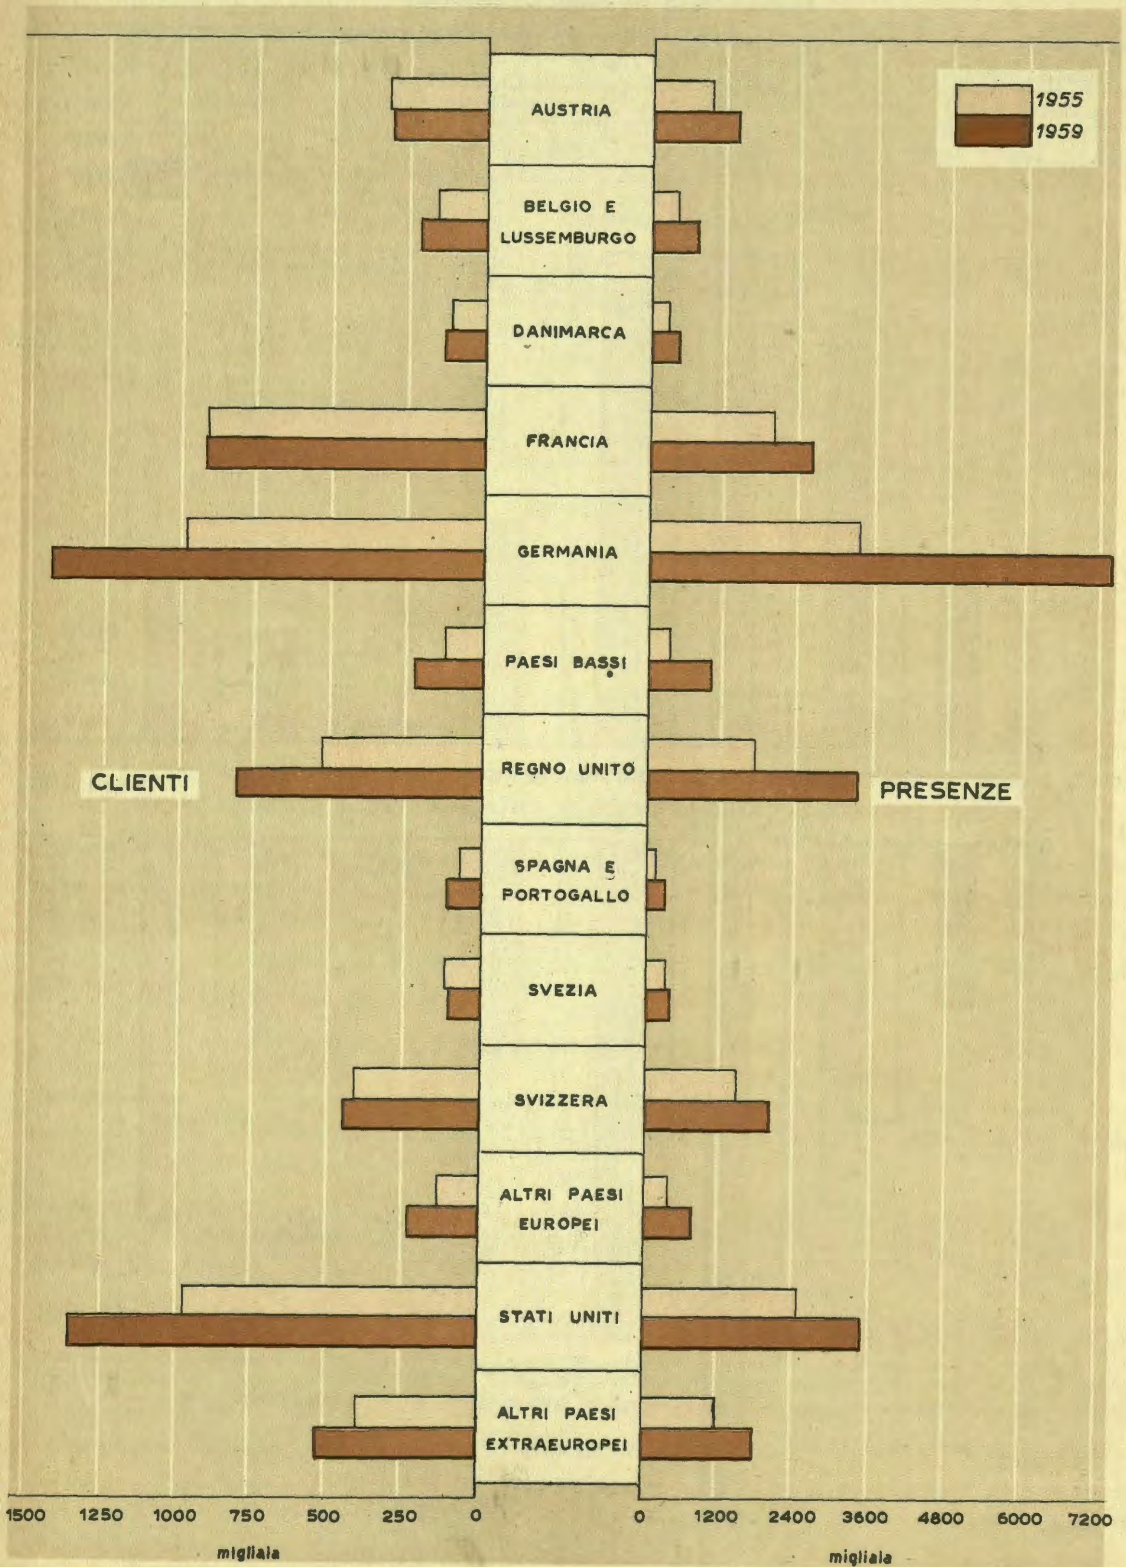 1955
1959
AUSTRIA
BELGIO E
LUSSEMBURGO
DANIMARCA
FRANCIA
GERMANIA
PAESI BASSI
REGNO UNITO
CLIENTI
PRESENZE
SPAGNA E
PORTOGALLO
SVEZIA
SVIZZERA
ALTRI PAESI
EUROPEI
STATI UNITI
ALTRI PAESI
EXTRAEUROPEI
1500 1250 1000 750 500 250 0 0 1200 2400 3600 4800 6000 7200
migliaia migliaia